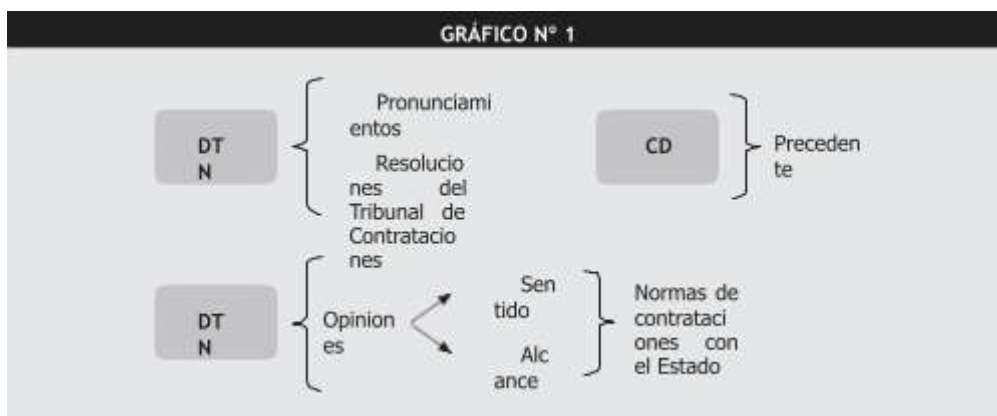 GRÁFICO N° 1
DT
N
Pronunciami
entos
Resolucio
nes del
Tribunal de
Contratacio
nes
CD
Preceden
te
DT
N
Opinion
es
Sen
tido
Alc
ance
Normas de
contrataci
ones con
el Estado